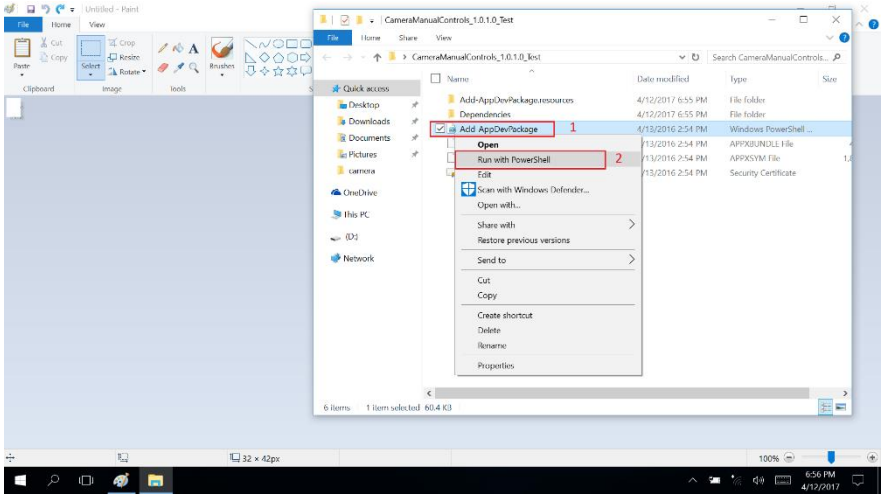 Untitled - Paint
File Home View
Paste
Cut
Copy
Clipboard
Select
Crop
Resize
Rotate
Image
Tools
Brushes
CameraManualControls_1.0.1.0_Test
File Home Share View
CameraManualControls_1.0.1.0_Test
Search CameraManualControls...
Name Date modified Type Size
Quick access
Desktop
Downloads
Documents
Pictures
camera
OneDrive
This PC
(D:)
Network
Add-AppDevPackage.resources 4/12/2017 6:55 PM File folder
Dependencies 4/12/2017 6:55 PM File folder
Add-AppDevPackage 1 4/13/2016 2:54 PM Windows PowerShell ...
/13/2016 2:54 PM APPXBUNDLE File
/13/2016 2:54 PM APPXSYM File
/13/2016 2:54 PM Security Certificate
Open
Run with PowerShell 2
Edit
Scan with Windows Defender...
Open with...
Share with
Restore previous versions
Send to
Cut
Copy
Create shortcut
Delete
Rename
Properties
6 items 1 item selected 60.4 KB
32 × 42px
100%
6:56 PM
4/12/2017